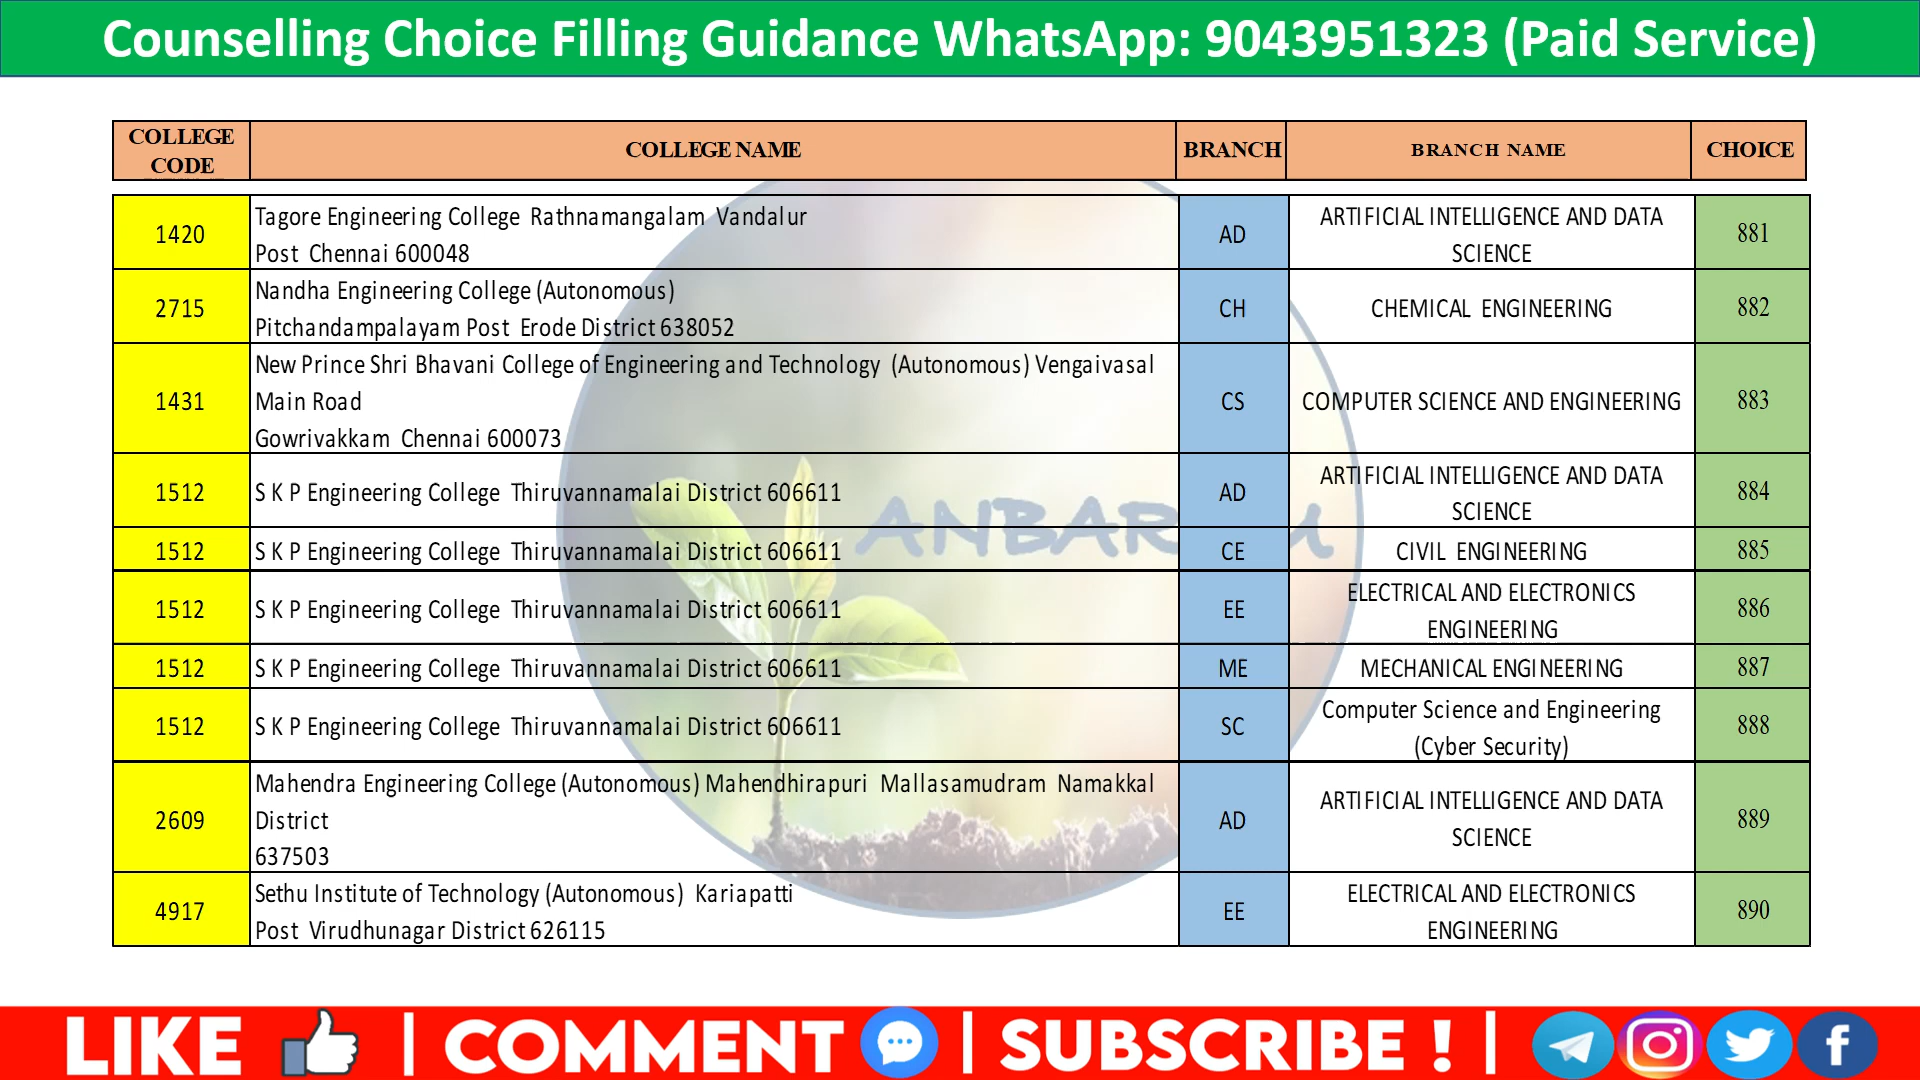 Counselling Choice Filling Guidance WhatsApp: 9043951323 (Paid Service)
COLLEGE CODE COLLEGE NAME BRANCH BRANCH NAME CHOICE
1420 Tagore Engineering College Rathnamangalam Vandalur AD ARTIFICIAL INTELLIGENCE AND DATA 881
Post Chennai 600048 SCIENCE
2715 Nandha Engineering College (Autonomous) CH CHEMICAL ENGINEERING 882
Pitchandampalayam Post Erode District 638052
New Prince Shri Bhavani College of Engineering and Technology (Autonomous) Vengaivasal
1431 Main Road CS COMPUTER SCIENCE AND ENGINEERING 883
Gowrivakkam Chennai 600073
1512 S K P Engineering College Thiruvannamalai District 606611 AD ARTIFICIAL INTELLIGENCE AND DATA 884
SCIENCE
1512 S K P Engineering College Thiruvannamalai District 606611 CE CIVIL ENGINEERING 885
1512 S K P Engineering College Thiruvannamalai District 606611 EE ELECTRICAL AND ELECTRONICS 886
ENGINEERING
1512 S K P Engineering College Thiruvannamalai District 606611 ME MECHANICAL ENGINEERING 887
1512 S K P Engineering College Thiruvannamalai District 606611 SC Computer Science and Engineering 888
(Cyber Security)
Mahendra Engineering College (Autonomous) Mahendhirapuri Mallasamudram Namakkal
2609 District AD ARTIFICIAL INTELLIGENCE AND DATA 889
637503 SCIENCE
4917 Sethu Institute of Technology (Autonomous) Kariapatti EE ELECTRICAL AND ELECTRONICS 890
Post Virudhunagar District 626115 ENGINEERING
LIKE | COMMENT | SUBSCRIBE ! |